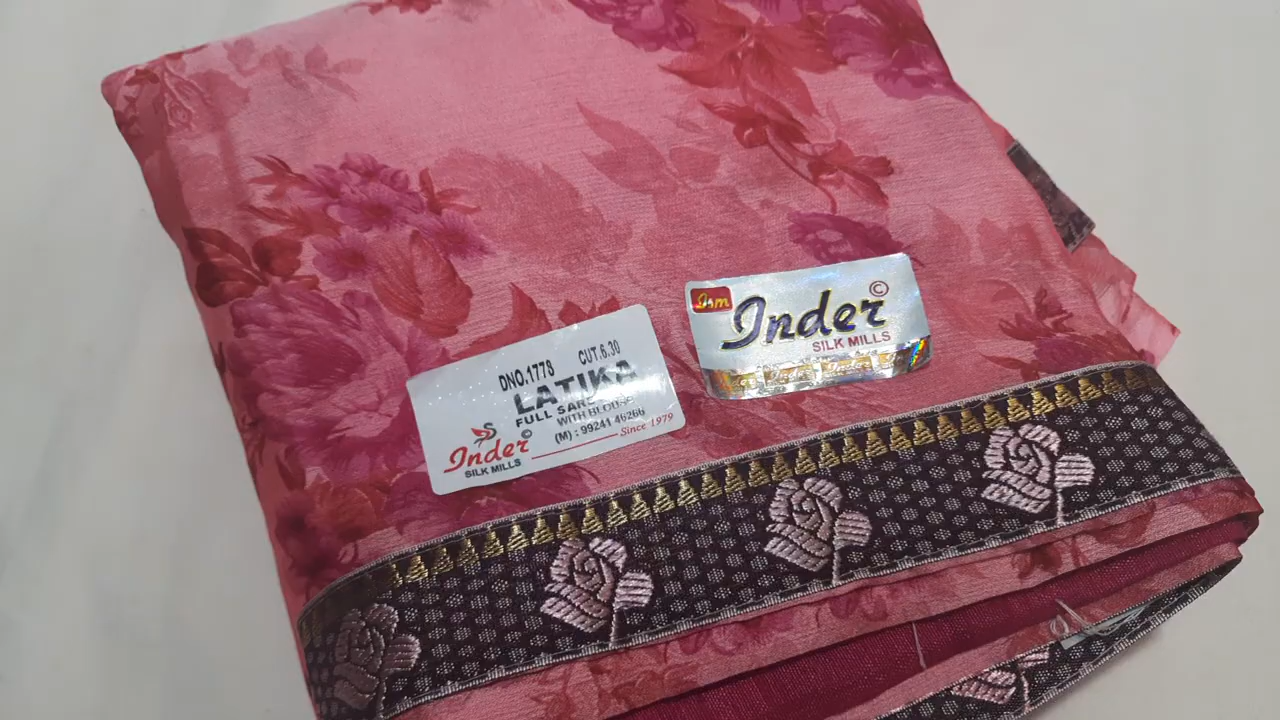 DNO.1778 CUT.6.30
LATIKA
FULL SAREE
WITH BLOUSE
(M) : 99241 46266
Inder©
SILK MILLS
Since 1979
Ism
Inder©
SILK MILLS